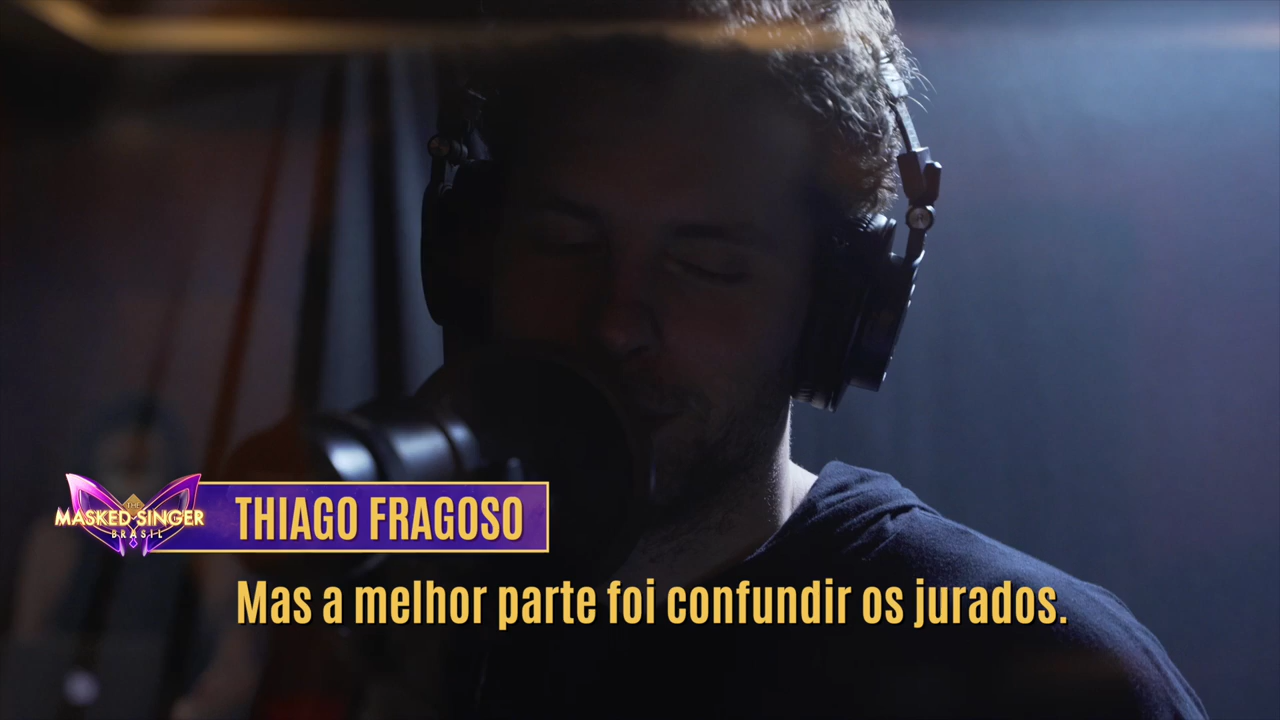 THE
MASKED SINGER
BRASIL
THIAGO FRAGOSO
Mas a melhor parte foi confundir os jurados.